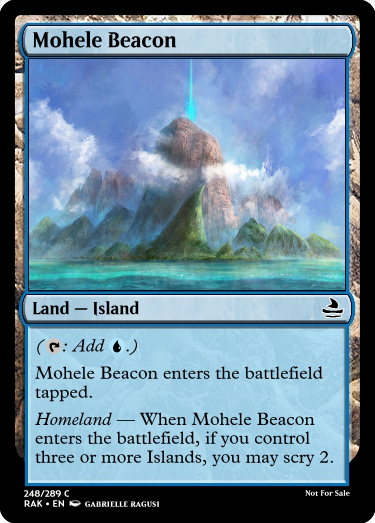 Mohele Beacon
Land — Island
( : Add .)
Mohele Beacon enters the battlefield
tapped.
Homeland — When Mohele Beacon
enters the battlefield, if you control
three or more Islands, you may scry 2.
248/289 C
Not For Sale
RAK • EN GABRIELLE RAGUSI